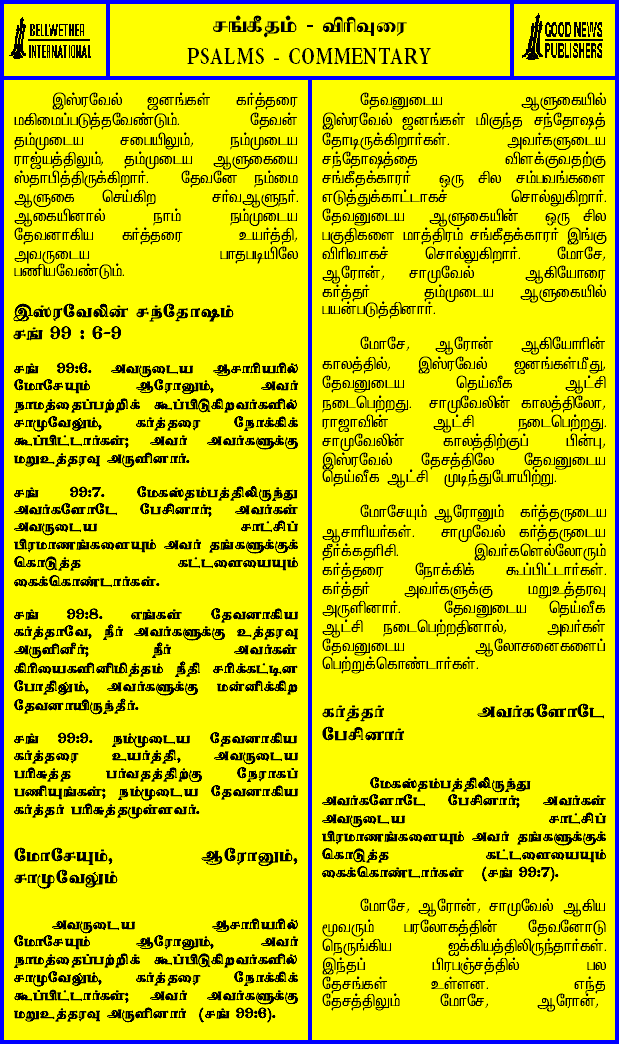 BELLWETHER
INTERNATIONAL
சங்கீதம் - விரிவுரை
PSALMS - COMMENTARY
GOOD NEWS
PUBLISHERS
இஸ்ரவேல் ஜனங்கள் கர்த்தரை
மகிமைப்படுத்தவேண்டும். தேவன்
தம்முடைய சபையிலும், நம்முடைய
ராஜ்யத்திலும், தம்முடைய ஆளுகையை
ஸ்தாபித்திருக்கிறார். தேவனே நம்மை
ஆளுகை செய்கிற சர்வஆளுநர்.
ஆகையினால் நாம் நம்முடைய
தேவனாகிய கர்த்தரை உயர்த்தி,
அவருடைய பாதபடியிலே
பணியவேண்டும்.
இஸ்ரவேலின் சந்தோஷம்
சங் 99 : 6-9
சங் 99:6. அவருடைய ஆசாரியரில்
மோசேயும் ஆரோனும், அவர்
நாமத்தைப்பற்றிக் கூப்பிடுகிறவர்களில்
சாமுவேலும், கர்த்தரை நோக்கிக்
கூப்பிட்டார்கள்; அவர் அவர்களுக்கு
மறுஉத்தரவு அருளினார்.
சங் 99:7. மேகஸ்தம்பத்திலிருந்து
அவர்களோடே பேசினார்; அவர்கள்
அவருடைய சாட்சிப்
பிரமாணங்களையும் அவர் தங்களுக்குக்
கொடுத்த கட்டளையையும்
கைக்கொண்டார்கள்.
சங் 99:8. எங்கள் தேவனாகிய
கர்த்தாவே, நீர் அவர்களுக்கு உத்தரவு
அருளினீர்; நீர் அவர்கள்
கிரியைகளினிமித்தம் நீதி சரிக்கட்டின
போதிலும், அவர்களுக்கு மன்னிக்கிற
தேவனாயிருந்தீர்.
சங் 99:9. நம்முடைய தேவனாகிய
கர்த்தரை உயர்த்தி, அவருடைய
பரிசுத்த பர்வதத்திற்கு நேராகப்
பணியுங்கள்; நம்முடைய தேவனாகிய
கர்த்தர் பரிசுத்தமுள்ளவர்.
மோசேயும், ஆரோனும்,
சாமுவேலும்
அவருடைய ஆசாரியரில்
மோசேயும் ஆரோனும், அவர்
நாமத்தைப்பற்றிக் கூப்பிடுகிறவர்களில்
சாமுவேலும், கர்த்தரை நோக்கிக்
கூப்பிட்டார்கள்; அவர் அவர்களுக்கு
மறுஉத்தரவு அருளினார் (சங் 99:6).
தேவனுடைய ஆளுகையில்
இஸ்ரவேல் ஜனங்கள் மிகுந்த சந்தோஷத்
தோடிருக்கிறார்கள். அவர்களுடைய
சந்தோஷத்தை விளக்குவதற்கு
சங்கீதக்காரர் ஒரு சில சம்பவங்களை
எடுத்துக்காட்டாகச் சொல்லுகிறார்.
தேவனுடைய ஆளுகையின் ஒரு சில
பகுதிகளை மாத்திரம் சங்கீதக்காரர் இங்கு
விரிவாகச் சொல்லுகிறார். மோசே,
ஆரோன், சாமுவேல் ஆகியோரை
கர்த்தர் தம்முடைய ஆளுகையில்
பயன்படுத்தினார்.
மோசே, ஆரோன் ஆகியோரின்
காலத்தில், இஸ்ரவேல் ஜனங்கள்மீது,
தேவனுடைய தெய்வீக ஆட்சி
நடைபெற்றது. சாமுவேலின் காலத்திலோ,
ராஜாவின் ஆட்சி நடைபெற்றது.
சாமுவேலின் காலத்திற்குப் பின்பு,
இஸ்ரவேல் தேசத்திலே தேவனுடைய
தெய்வீக ஆட்சி முடிந்துபோயிற்று.
மோசேயும் ஆரோனும் கர்த்தருடைய
ஆசாரியர்கள். சாமுவேல் கர்த்தருடைய
தீர்க்கதரிசி. இவர்களெல்லோரும்
கர்த்தரை நோக்கிக் கூப்பிட்டார்கள்.
கர்த்தர் அவர்களுக்கு மறுஉத்தரவு
அருளினார். தேவனுடைய தெய்வீக
ஆட்சி நடைபெற்றதினால், அவர்கள்
தேவனுடைய ஆலோசனைகளைப்
பெற்றுக்கொண்டார்கள்.
கர்த்தர் அவர்களோடே
பேசினார்
மேகஸ்தம்பத்திலிருந்து
அவர்களோடே பேசினார்; அவர்கள்
அவருடைய சாட்சிப்
பிரமாணங்களையும் அவர் தங்களுக்குக்
கொடுத்த கட்டளையையும்
கைக்கொண்டார்கள் (சங் 99:7).
மோசே, ஆரோன், சாமுவேல் ஆகிய
மூவரும் பரலோகத்தின் தேவனோடு
நெருங்கிய ஐக்கியத்திலிருந்தார்கள்.
இந்தப் பிரபஞ்சத்தில் பல
தேசங்கள் உள்ளன. எந்த
தேசத்திலும் மோசே, ஆரோன்,